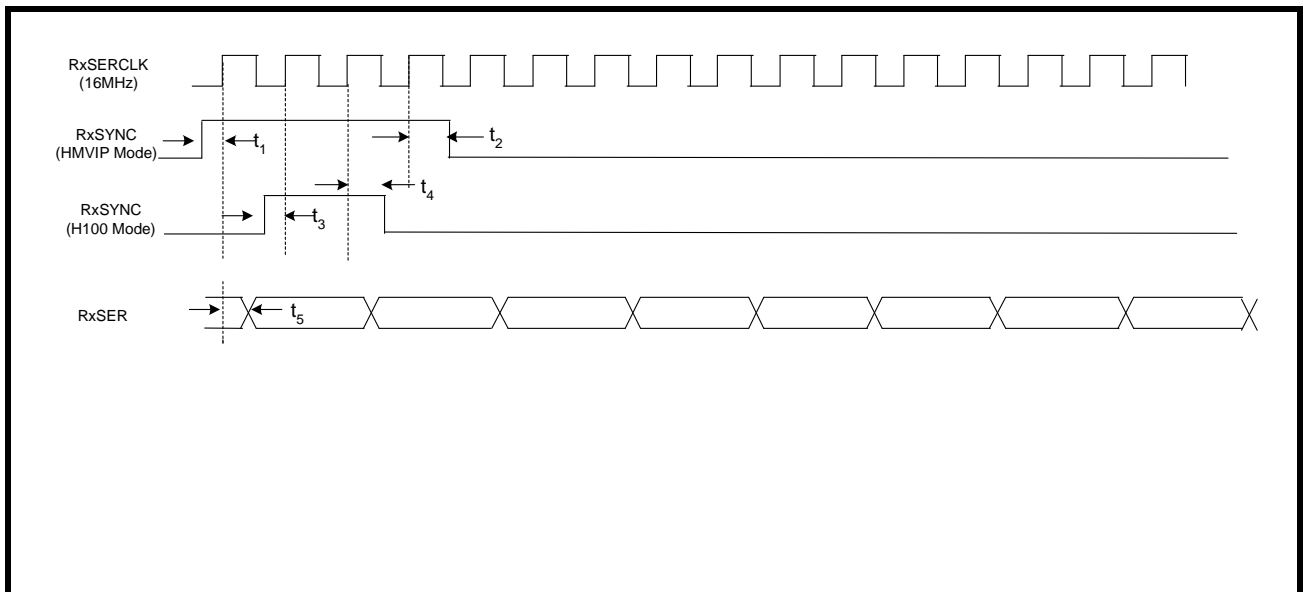 RxSERCLK
(16MHz)
RxSYNC
(HMVIP Mode)
t1
t2
RxSYNC
(H100 Mode)
t3
t4
RxSER
t5